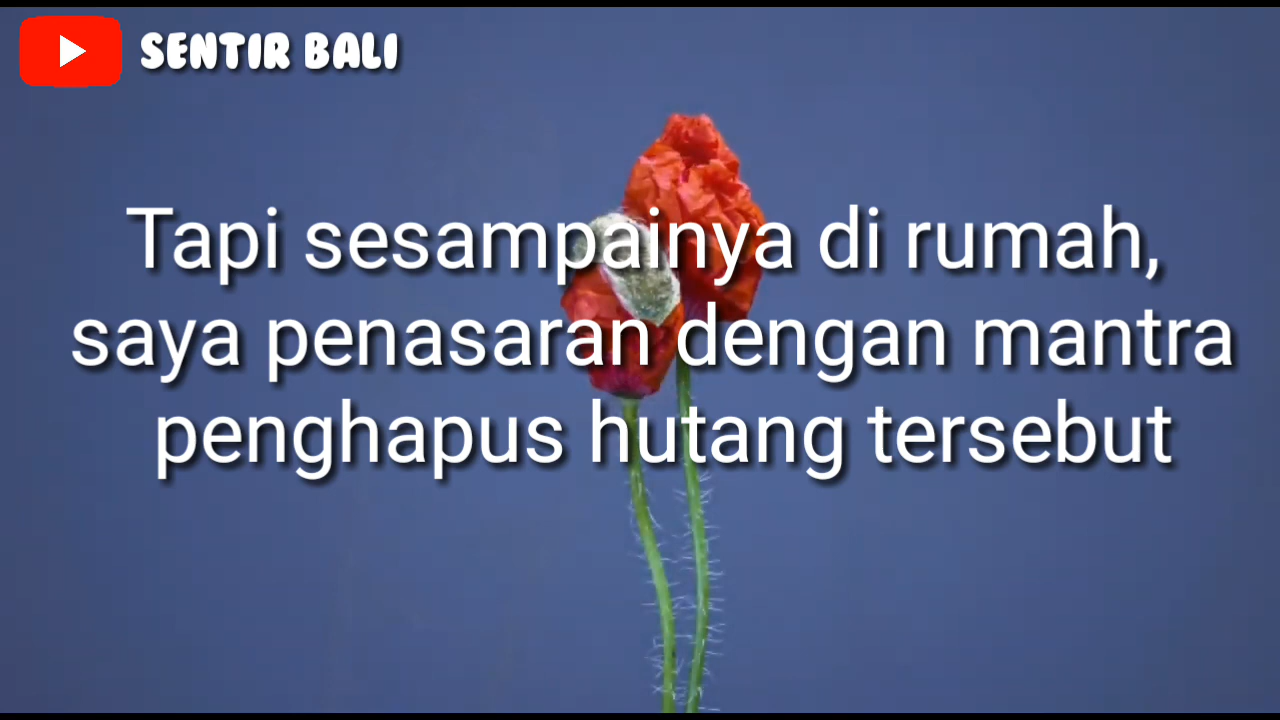 SENTIR BALI
Tapi sesampainya di rumah,
saya penasaran dengan mantra
penghapus hutang tersebut